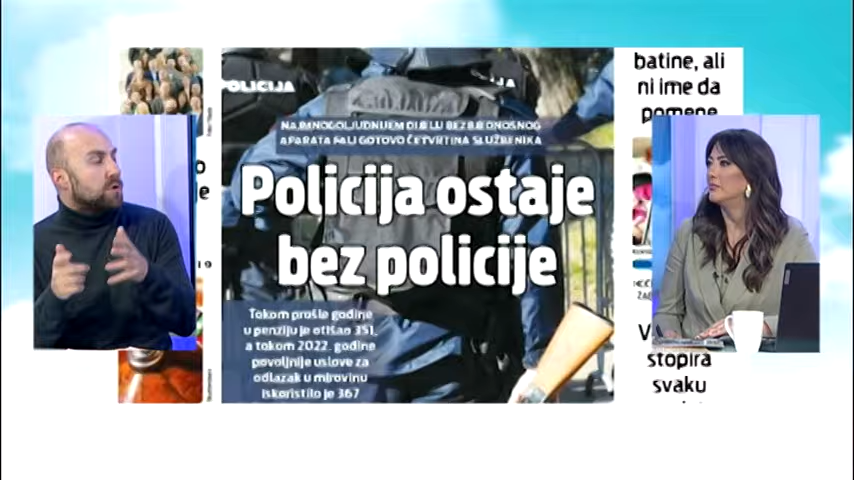 POLICIJA
NA MNOGOLJUDNIJEM DIJELU BEZBJEDNOSNOG
APARATA FALI GOTOVO ČETVRTINA SLUŽBENIKA
Policija ostaje
bez policije
Tokom prošle godine
u penziju je otišao 351,
a tokom 2022. godine
povoljnije uslove za
odlazak u mirovinu
iskoristilo je 367
batine, ali
ni ime da
pomene
stopira
svaku